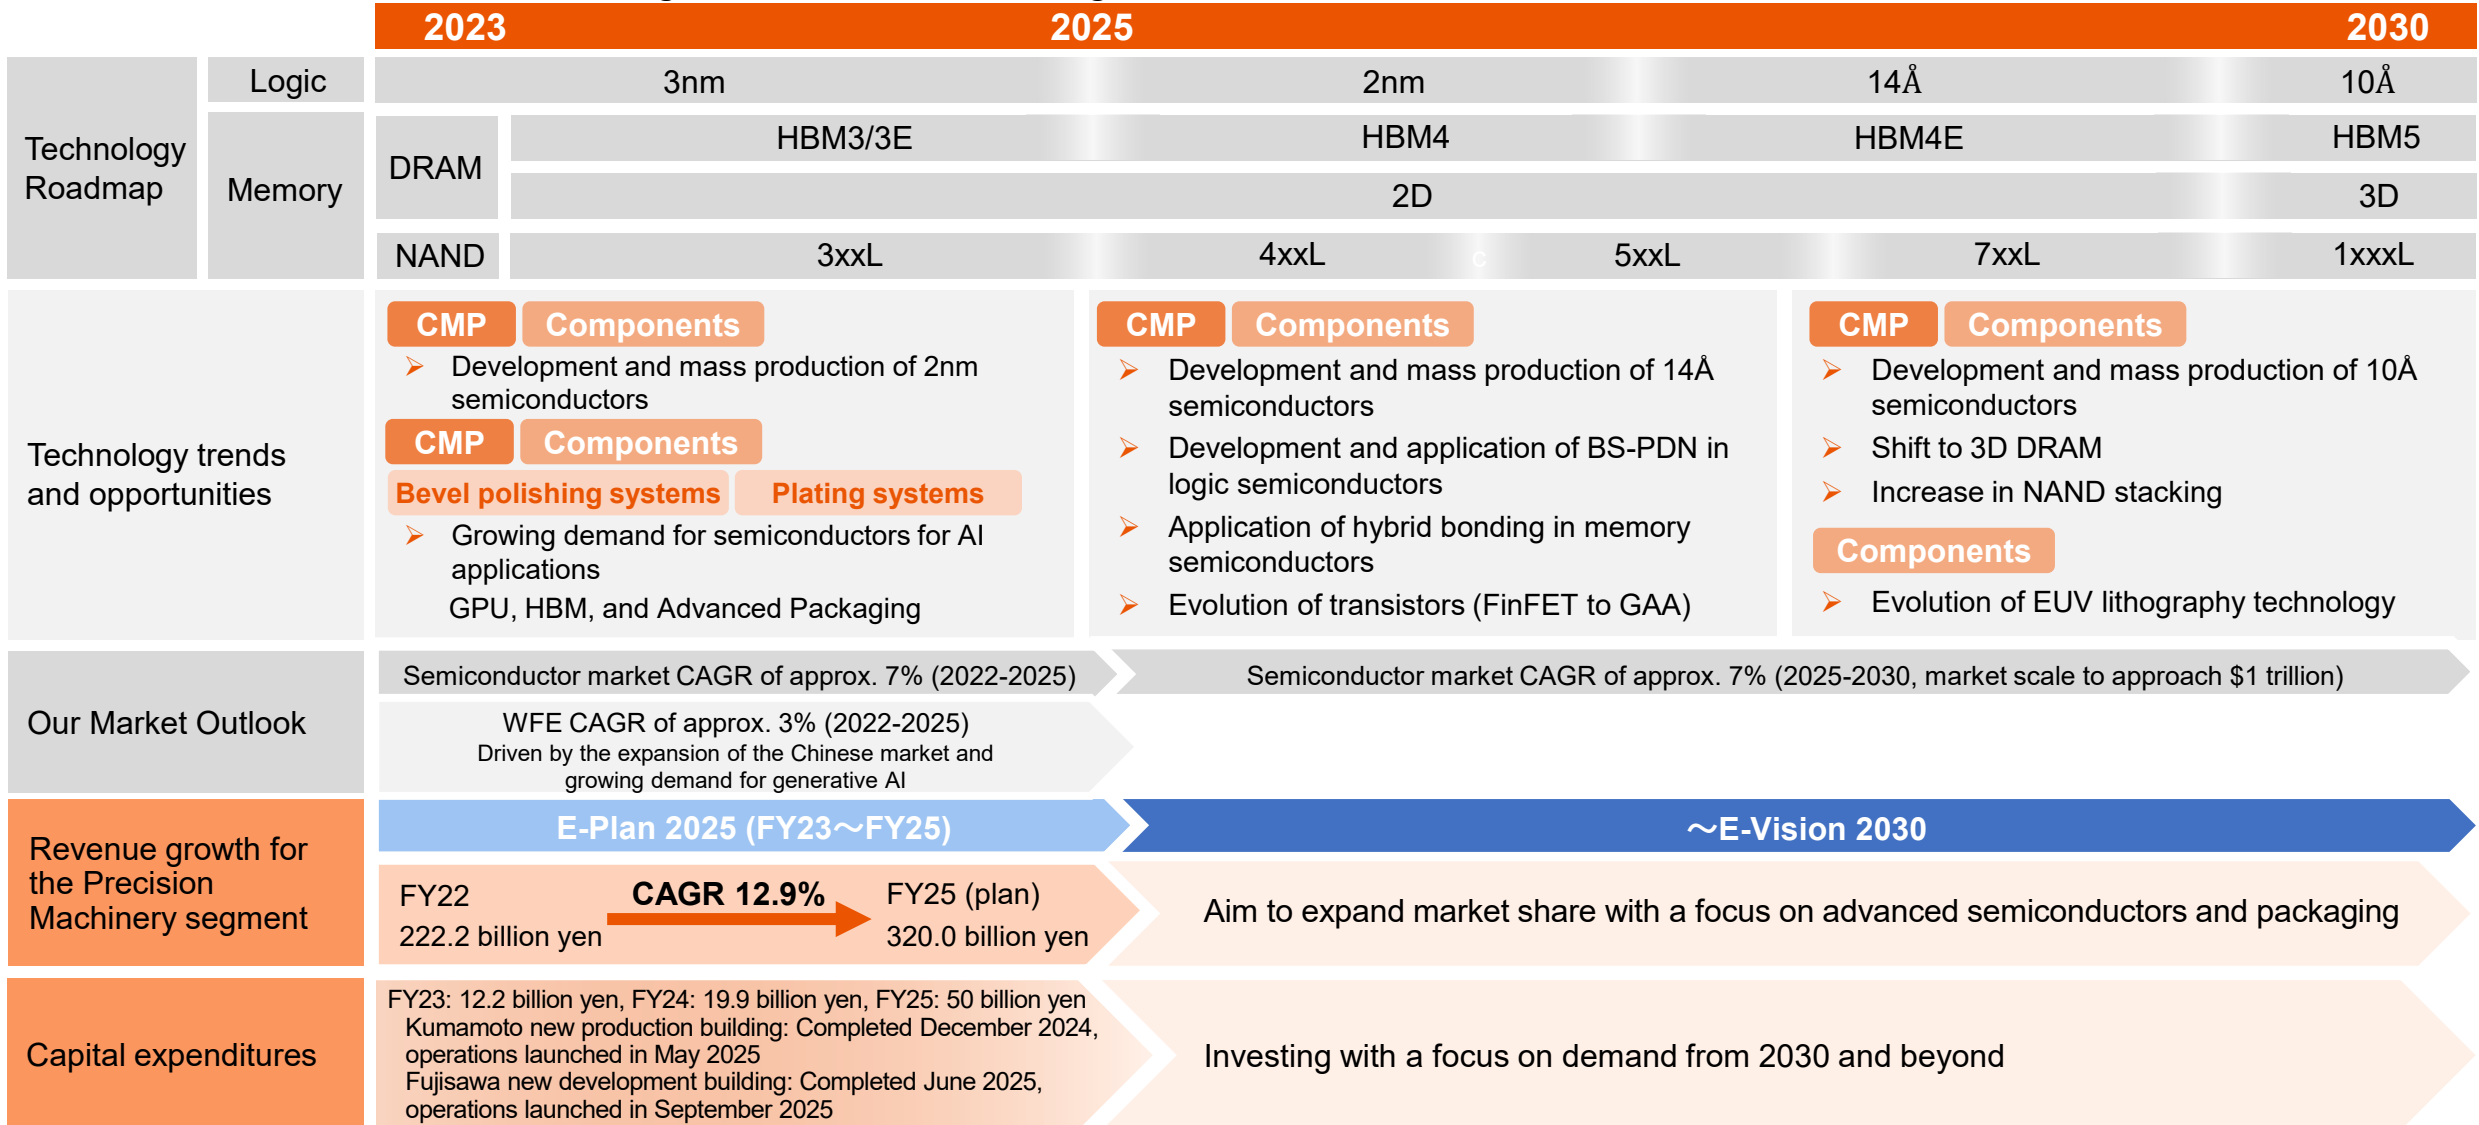 2023 2025 2030
Technology
Roadmap
Logic
3nm 2nm 14Å 10Å
Memory
DRAM
HBM3/3E HBM4 HBM4E HBM5
2D 3D
NAND
3xxL 4xxL c 5xxL 7xxL 1xxxL
Technology trends
and opportunities
CMP Components
Development and mass production of 2nm
semiconductors
CMP Components
Bevel polishing systems Plating systems
Growing demand for semiconductors for AI
applications
GPU, HBM, and Advanced Packaging
CMP Components
Development and mass production of 14Å
semiconductors
Development and application of BS-PDN in
logic semiconductors
Application of hybrid bonding in memory
semiconductors
Evolution of transistors (FinFET to GAA)
CMP Components
Development and mass production of 10Å
semiconductors
Shift to 3D DRAM
Increase in NAND stacking
Components
Evolution of EUV lithography technology
Our Market Outlook
Semiconductor market CAGR of approx. 7% (2022-2025)
Semiconductor market CAGR of approx. 7% (2025-2030, market scale to approach $1 trillion)
WFE CAGR of approx. 3% (2022-2025)
Driven by the expansion of the Chinese market and
growing demand for generative AI
Revenue growth for
the Precision
Machinery segment
E-Plan 2025 (FY23～FY25)
～E-Vision 2030
FY22
222.2 billion yen
CAGR 12.9%
FY25 (plan)
320.0 billion yen
Aim to expand market share with a focus on advanced semiconductors and packaging
Capital expenditures
FY23: 12.2 billion yen, FY24: 19.9 billion yen, FY25: 50 billion yen
Kumamoto new production building: Completed December 2024,
operations launched in May 2025
Fujisawa new development building: Completed June 2025,
operations launched in September 2025
Investing with a focus on demand from 2030 and beyond